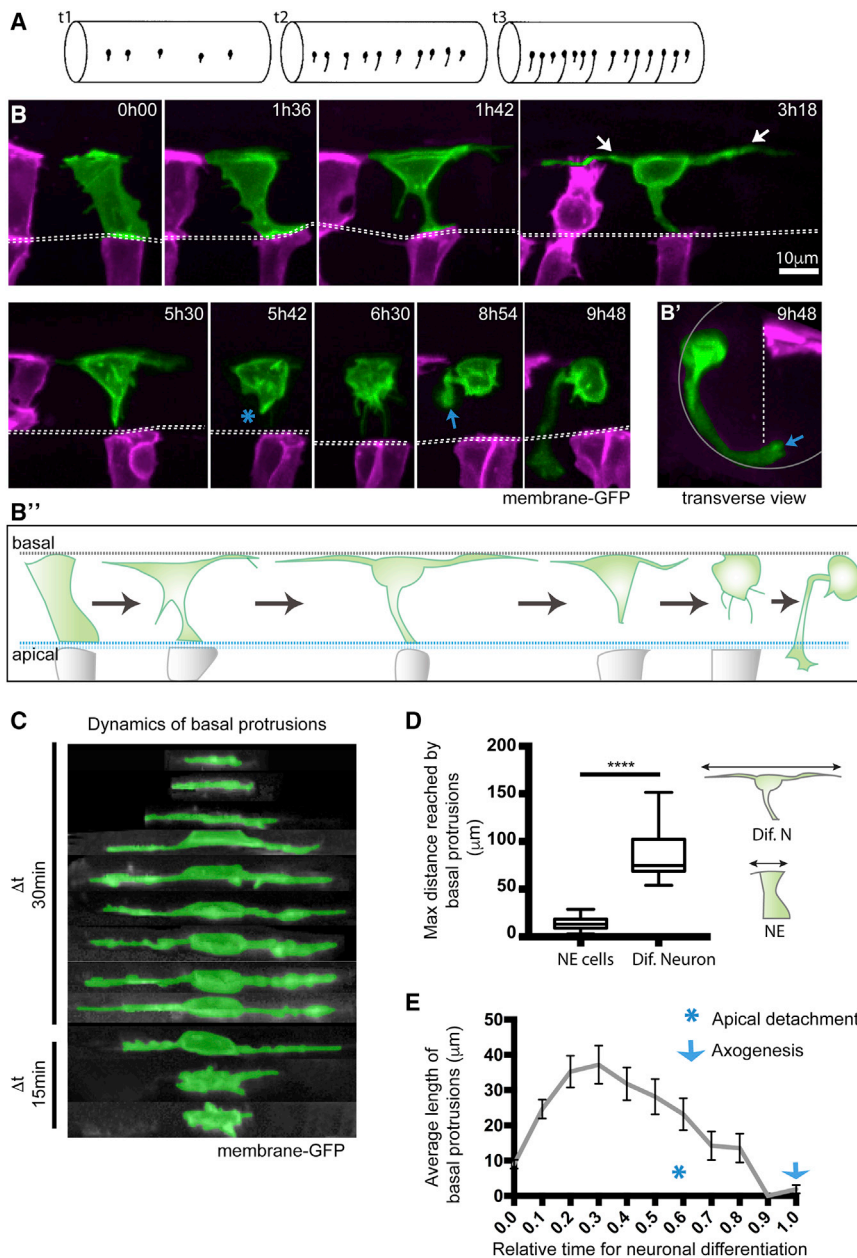 A
t1
t2
t3
B
0h00
1h36
1h42
3h18
10μm
5h30
5h42
*
6h30
8h54
9h48
membrane-GFP
B'
9h48
transverse view
B''
basal
apical
C
Dynamics of basal protrusions
Δt
30min
Δt
15min
membrane-GFP
D
Max distance reached by
basal protrusions
(μm)
200
150
100
50
0
****
NE cells
Dif. Neuron
Dif. N
NE
E
Average length of
basal protrusions (μm)
50
40
30
20
10
0
* Apical detachment
Axogenesis
*
0.0
0.1
0.2
0.3
0.4
0.5
0.6
0.7
0.8
0.9
1.0
Relative time for neuronal differentiation